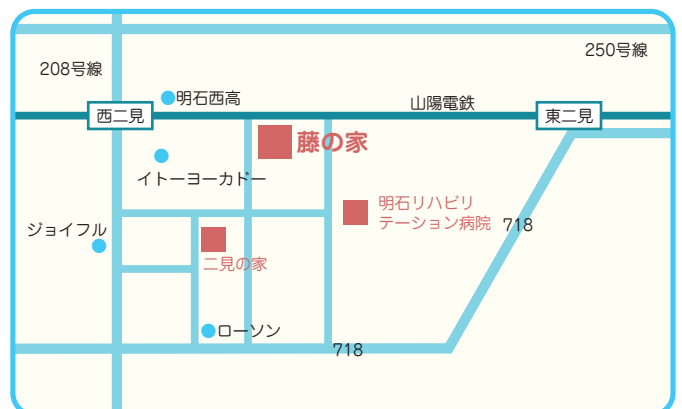 250号線
208号線
明石西高
山陽電鉄
西二見
東二見
藤の家
イトーヨーカドー
明石リハビリ
テーション病院
718
ジョイフル
二見の家
ローソン
718